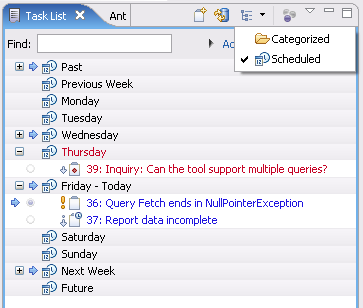 Task List Ant
Find: Ac
Categorized
Scheduled
Past
Previous Week
Monday
Tuesday
Wednesday
Thursday
39: Inquiry: Can the tool support multiple queries?
Friday - Today
36: Query Fetch ends in NullPointerException
37: Report data incomplete
Saturday
Sunday
Next Week
Future